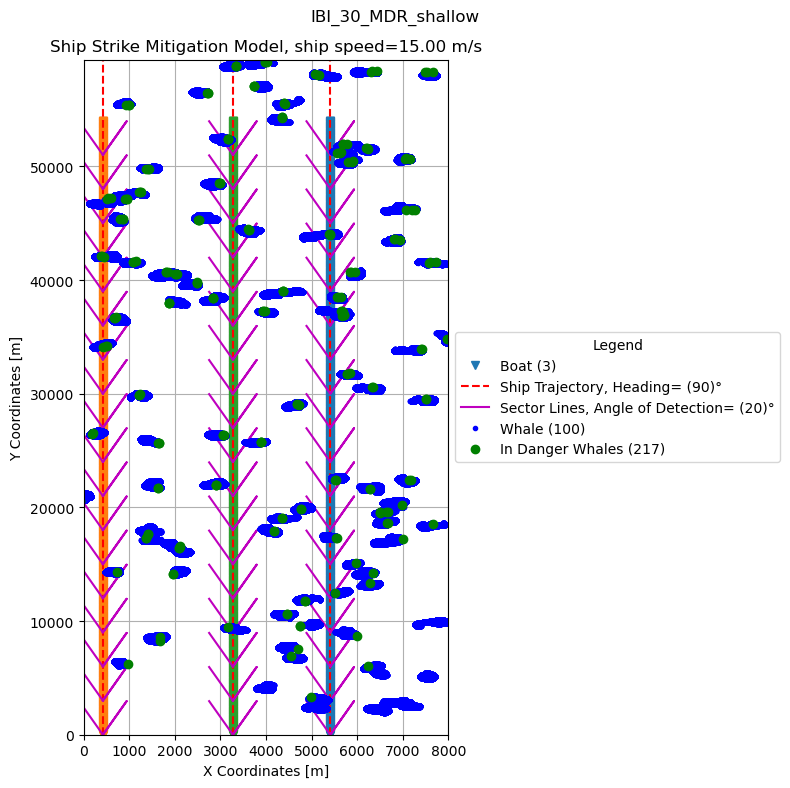 IBI_30_MDR_shallow
Ship Strike Mitigation Model, ship speed=15.00 m/s
Y Coordinates [m]
50000
40000
30000
20000
10000
0
0 1000 2000 3000 4000 5000 6000 7000 8000
X Coordinates [m]
Legend
Boat (3)
Ship Trajectory, Heading= (90)°
Sector Lines, Angle of Detection= (20)°
Whale (100)
In Danger Whales (217)